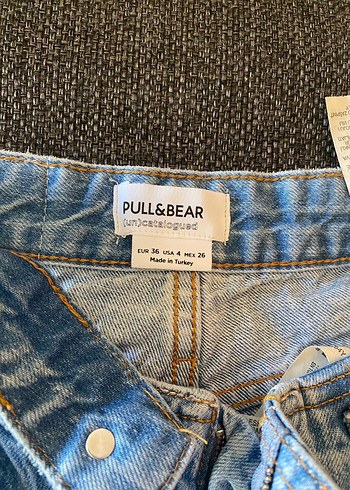 PULL&BEAR
(un)catalogued
EUR 36 USA 4 MEX 26
Made in Turkey